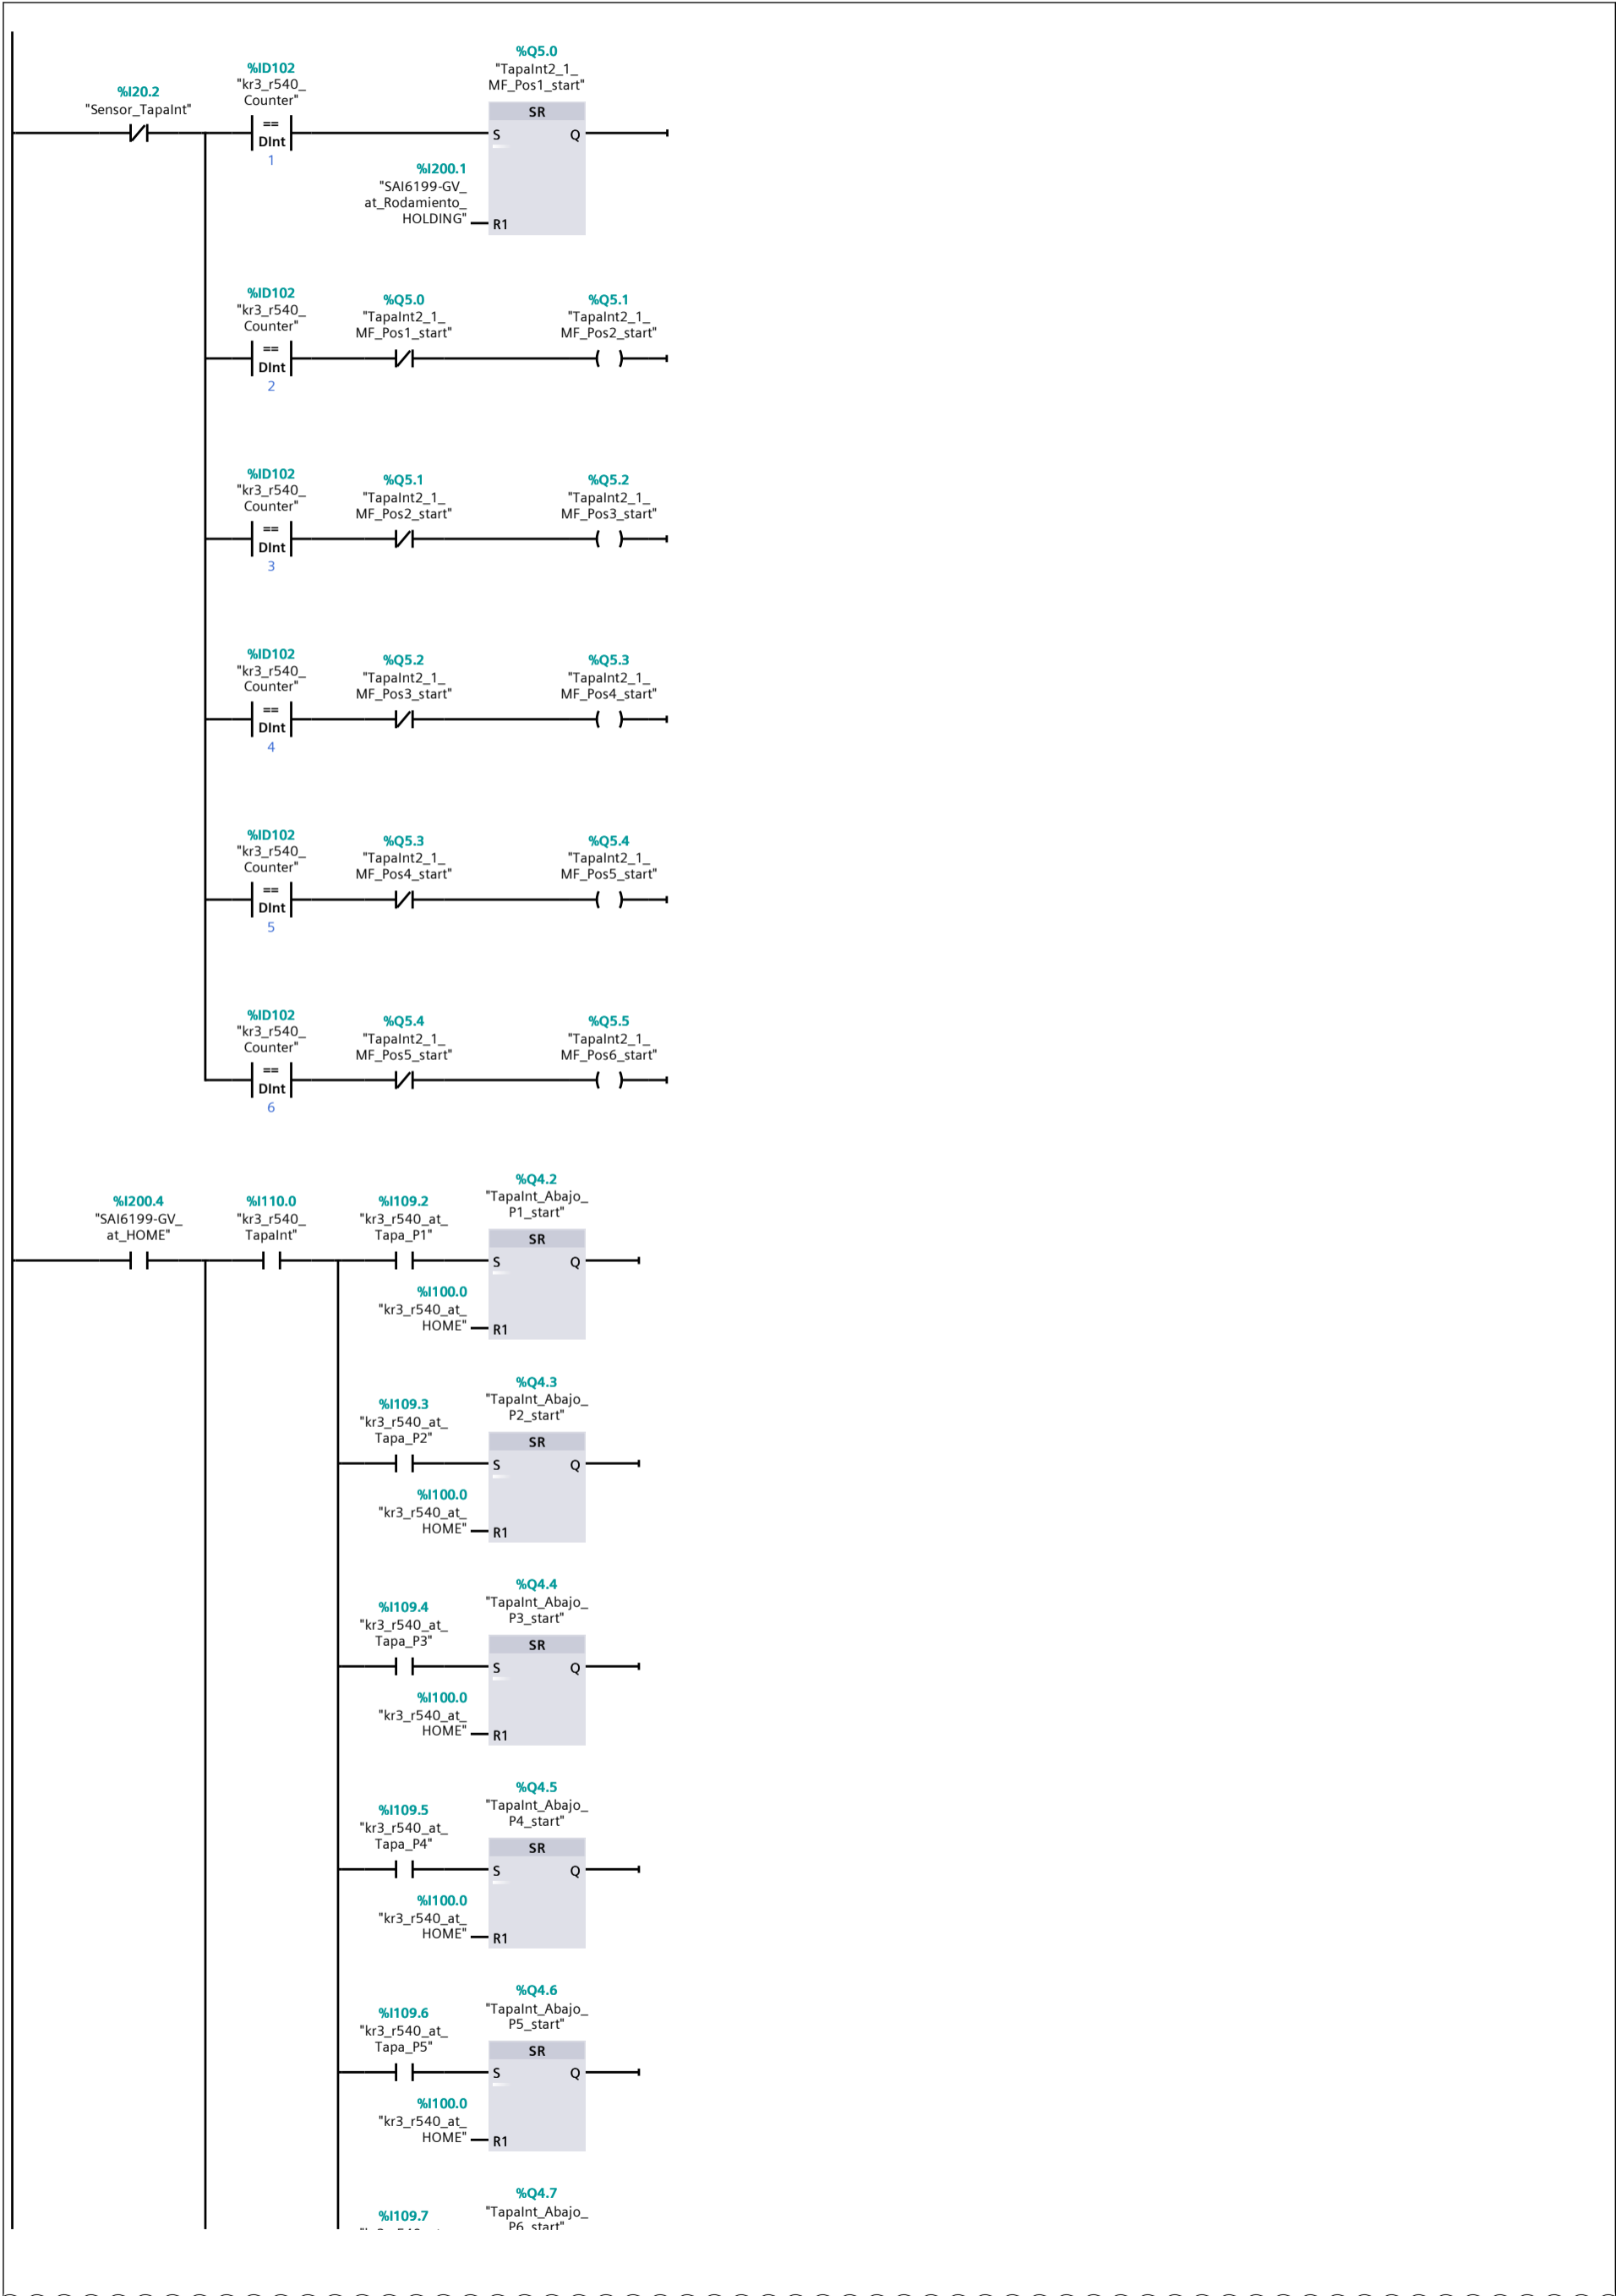 %Q5.0
"TapaInt2_1_
MF_Pos1_start"
%ID102
"kr3_r540_
Counter"
%I20.2
"Sensor_TapaInt"
SR
==
DInt
1
S
Q
%I200.1
"SAI6199-GV_
at_Rodamiento_
HOLDING"
R1
%ID102
"kr3_r540_
Counter"
%Q5.0
"TapaInt2_1_
MF_Pos1_start"
%Q5.1
"TapaInt2_1_
MF_Pos2_start"
==
DInt
2
%ID102
"kr3_r540_
Counter"
%Q5.1
"TapaInt2_1_
MF_Pos2_start"
%Q5.2
"TapaInt2_1_
MF_Pos3_start"
==
DInt
3
%ID102
"kr3_r540_
Counter"
%Q5.2
"TapaInt2_1_
MF_Pos3_start"
%Q5.3
"TapaInt2_1_
MF_Pos4_start"
==
DInt
4
%ID102
"kr3_r540_
Counter"
%Q5.3
"TapaInt2_1_
MF_Pos4_start"
%Q5.4
"TapaInt2_1_
MF_Pos5_start"
==
DInt
5
%ID102
"kr3_r540_
Counter"
%Q5.4
"TapaInt2_1_
MF_Pos5_start"
%Q5.5
"TapaInt2_1_
MF_Pos6_start"
==
DInt
6
%I200.4
"SAI6199-GV_
at_HOME"
%I110.0
"kr3_r540_
TapaInt"
%I109.2
"kr3_r540_at_
Tapa_P1"
%Q4.2
"TapaInt_Abajo_
P1_start"
SR
S
Q
%I100.0
"kr3_r540_at_
HOME"
R1
%I109.3
"kr3_r540_at_
Tapa_P2"
%Q4.3
"TapaInt_Abajo_
P2_start"
SR
S
Q
%I100.0
"kr3_r540_at_
HOME"
R1
%I109.4
"kr3_r540_at_
Tapa_P3"
%Q4.4
"TapaInt_Abajo_
P3_start"
SR
S
Q
%I100.0
"kr3_r540_at_
HOME"
R1
%I109.5
"kr3_r540_at_
Tapa_P4"
%Q4.5
"TapaInt_Abajo_
P4_start"
SR
S
Q
%I100.0
"kr3_r540_at_
HOME"
R1
%I109.6
"kr3_r540_at_
Tapa_P5"
%Q4.6
"TapaInt_Abajo_
P5_start"
SR
S
Q
%I100.0
"kr3_r540_at_
HOME"
R1
%I109.7
%Q4.7
"TapaInt_Abajo_
P6_start"